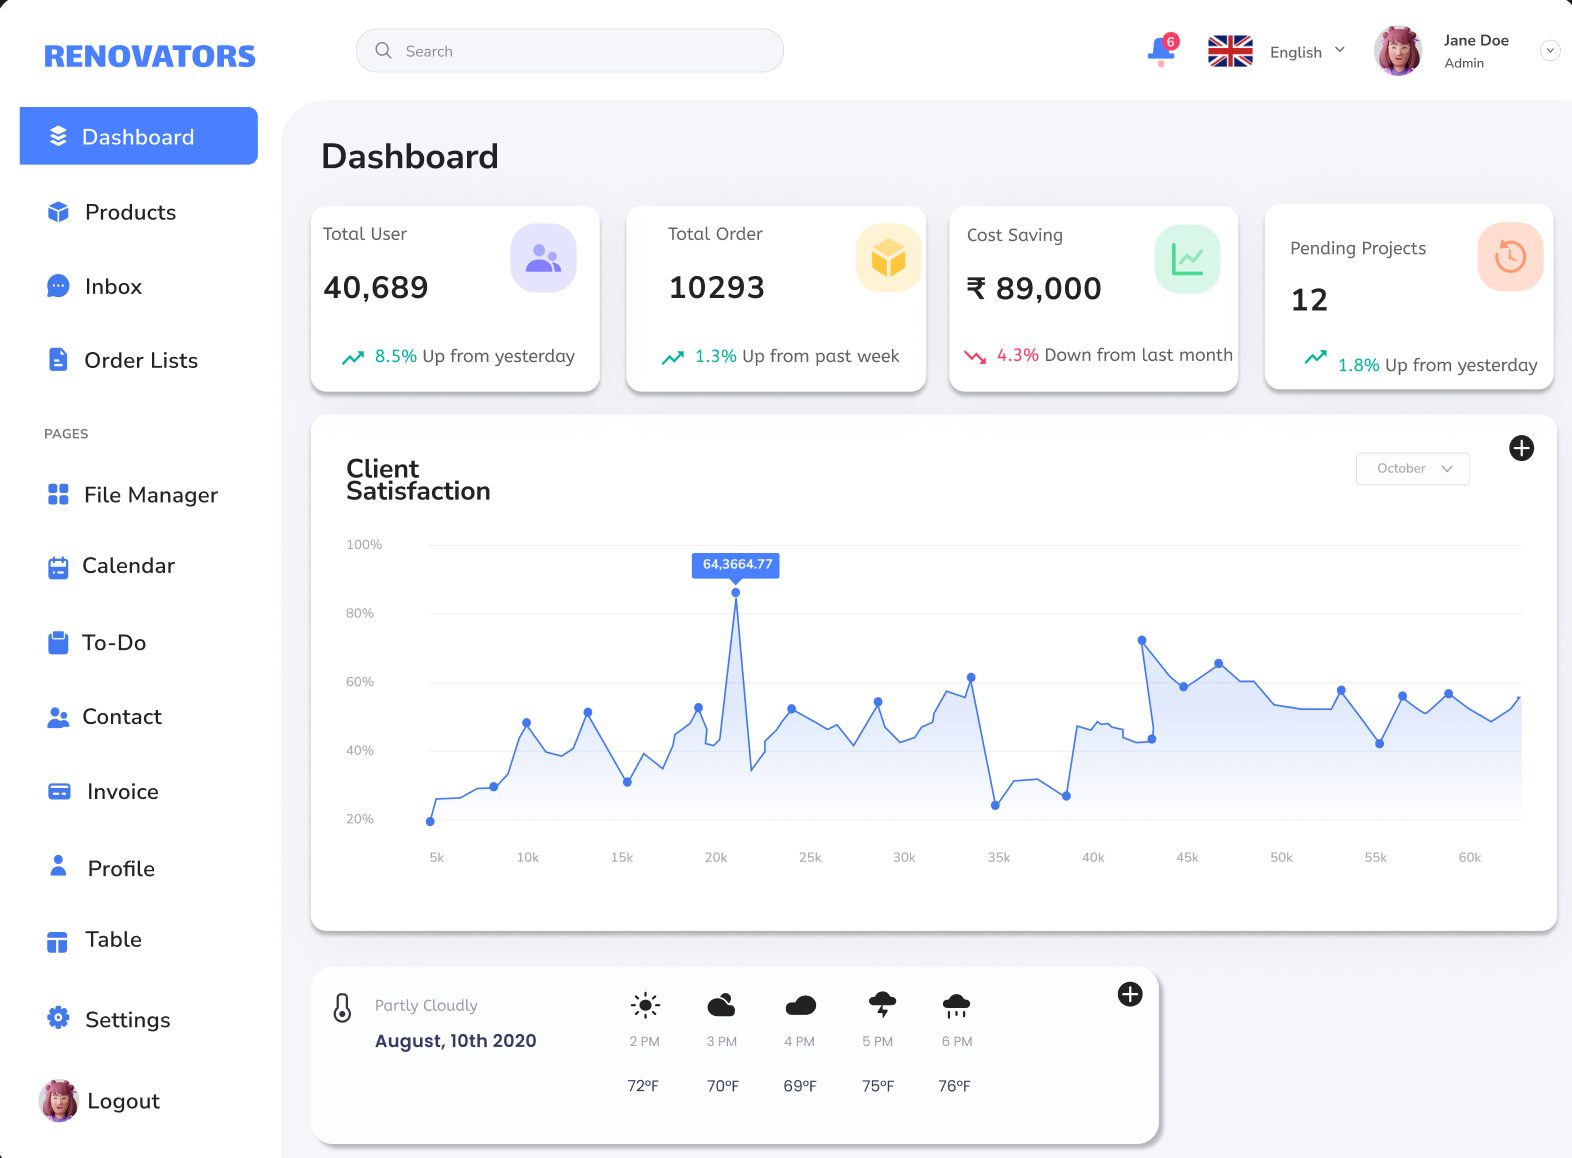 RENOVATORS
Search
6
English
Jane Doe
Admin
Dashboard
Products
Inbox
Order Lists
PAGES
File Manager
Calendar
To-Do
Contact
Invoice
Profile
Table
Settings
Logout
Dashboard
Total User
40,689
8.5% Up from yesterday
Total Order
10293
1.3% Up from past week
Cost Saving
₹ 89,000
4.3% Down from last month
Pending Projects
12
1.8% Up from yesterday
Client
Satisfaction
October
100%
80%
60%
40%
20%
64,3664.77
5k 10k 15k 20k 25k 30k 35k 40k 45k 50k 55k 60k
Partly Cloudly
August, 10th 2020
2 PM 3 PM 4 PM 5 PM 6 PM
72ºF 70ºF 69ºF 75ºF 76ºF